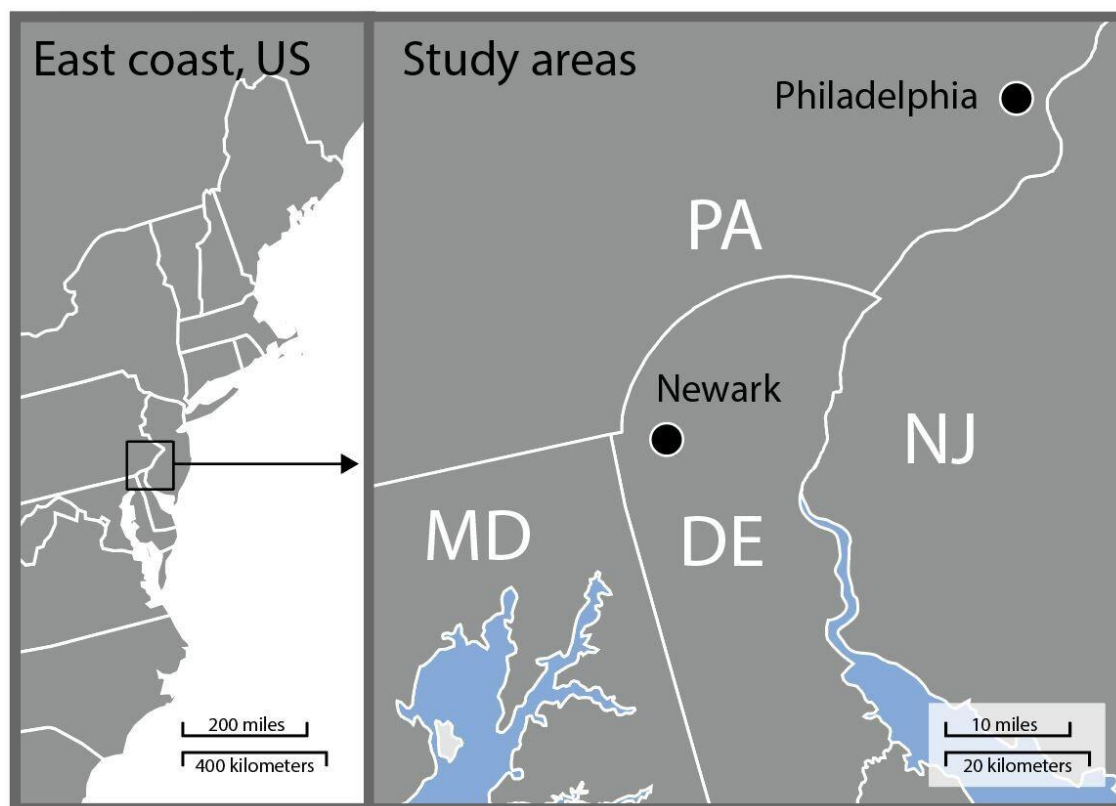 East coast, US
200 miles
400 kilometers
Study areas
Philadelphia
PA
Newark
NJ
MD
DE
10 miles
20 kilometers